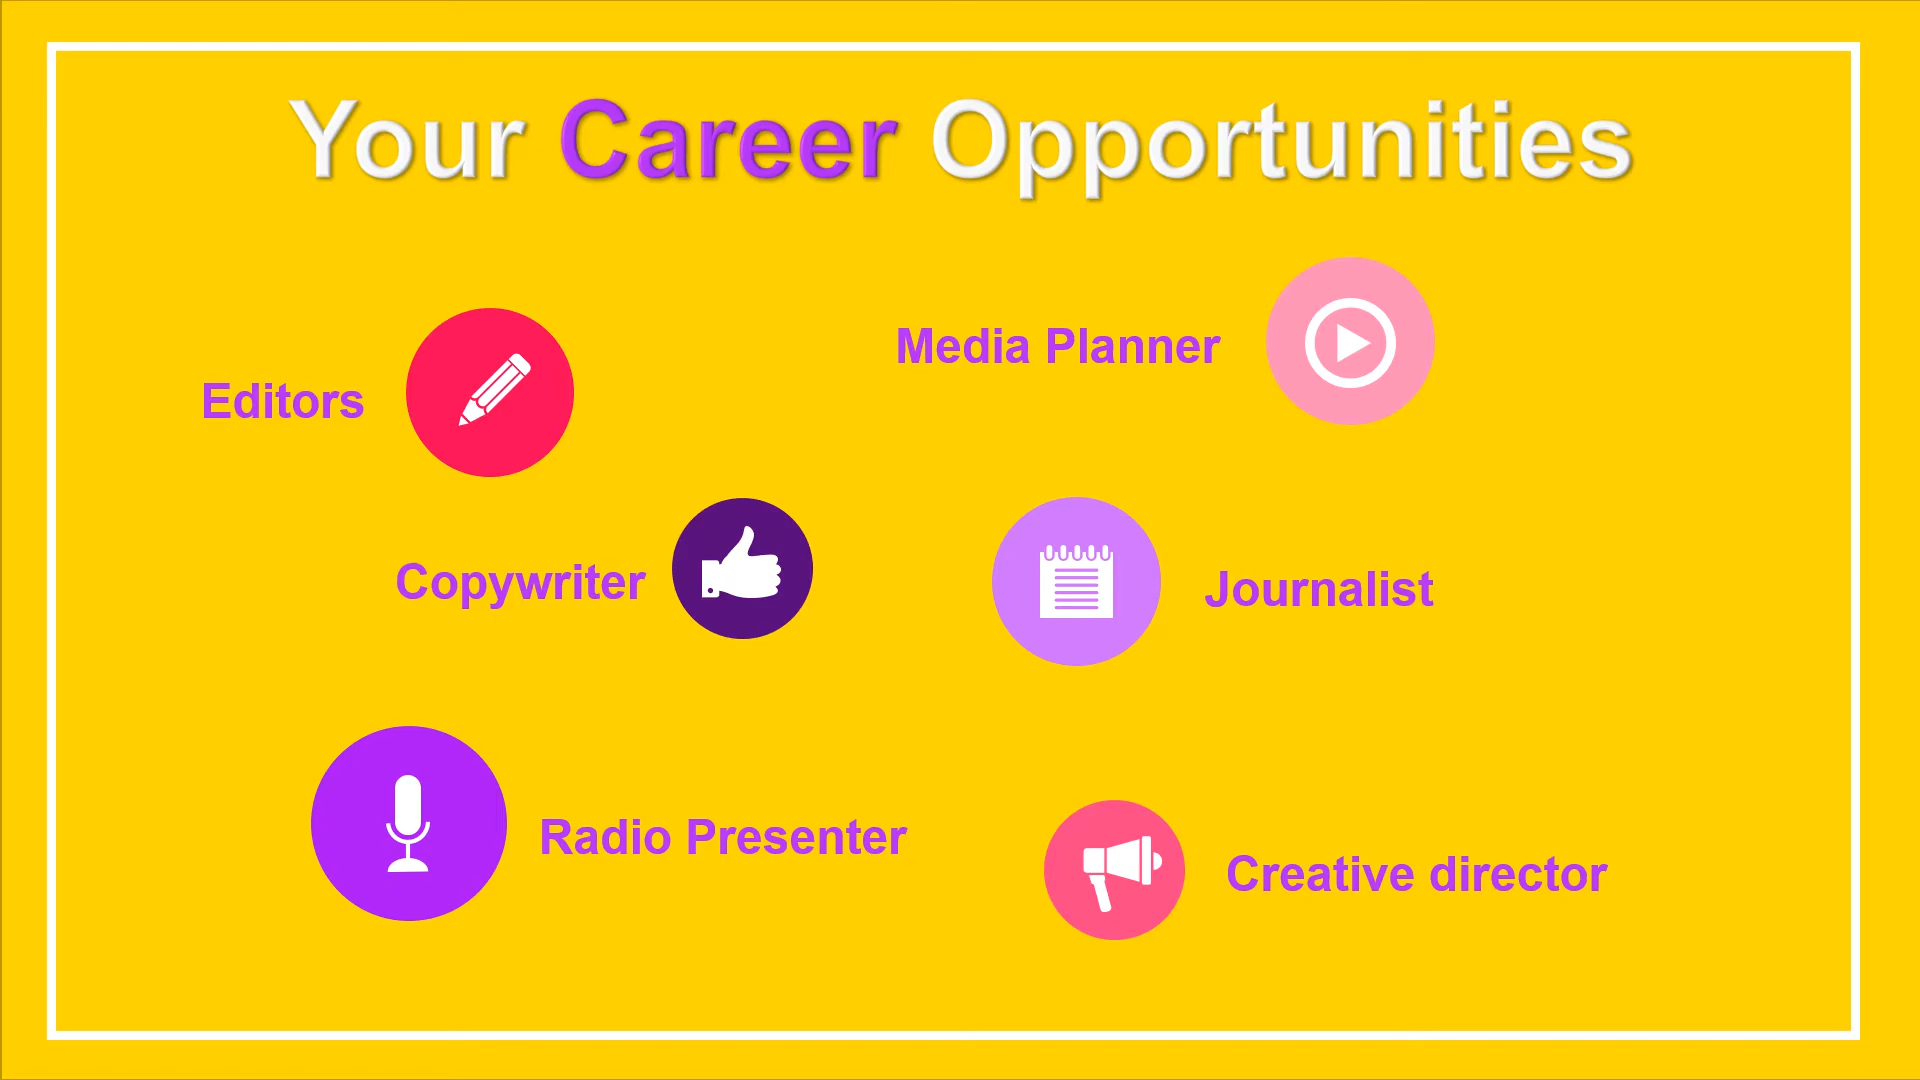 Your Career Opportunities
Editors
Media Planner
Copywriter
Journalist
Radio Presenter
Creative director